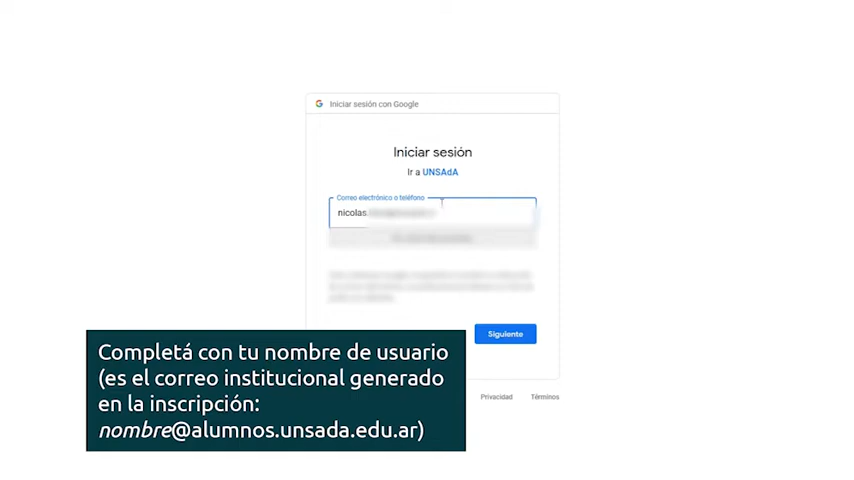 Iniciar sesión con Google
Iniciar sesión
Ir a UNSAdA
Correo electrónico o teléfono
nicolas
Siguiente
Completá con tu nombre de usuario
(es el correo institucional generado
en la inscripción:
nombre@alumnos.unsada.edu.ar)
Privacidad Términos